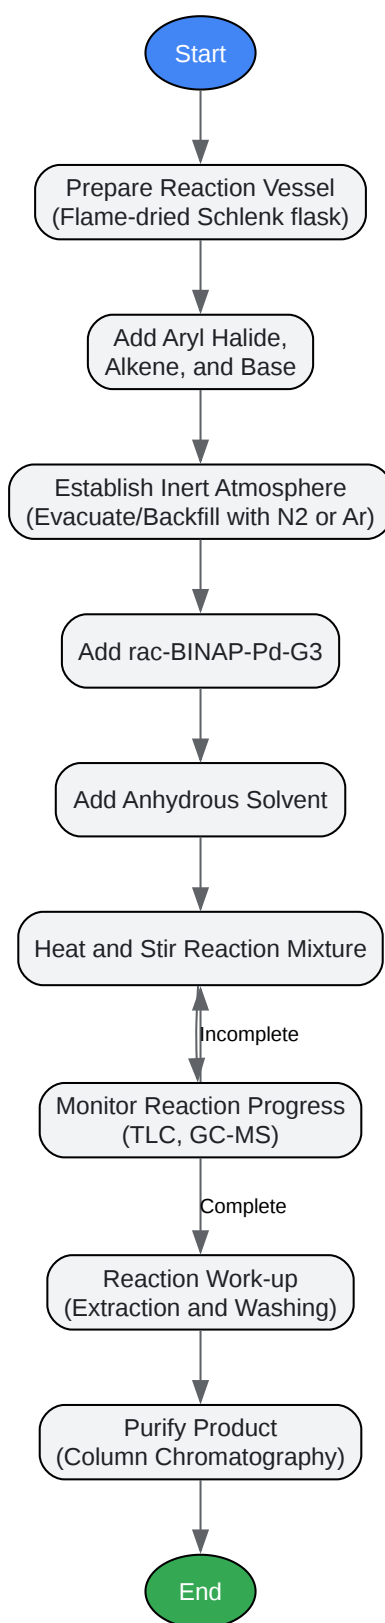 Start
Prepare Reaction Vessel
(Flame-dried Schlenk flask)
Add Aryl Halide,
Alkene, and Base
Establish Inert Atmosphere
(Evacuate/Backfill with N2 or Ar)
Add rac-BINAP-Pd-G3
Add Anhydrous Solvent
Heat and Stir Reaction Mixture
Incomplete
Monitor Reaction Progress
(TLC, GC-MS)
Complete
Reaction Work-up
(Extraction and Washing)
Purify Product
(Column Chromatography)
End